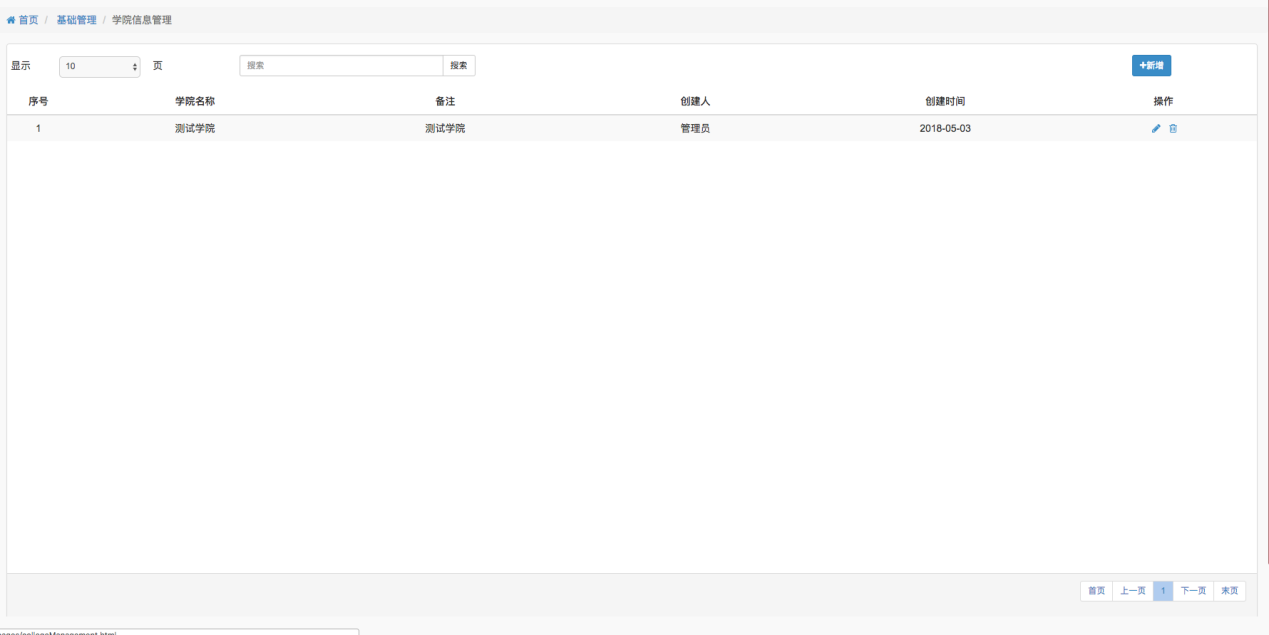 首页 / 基础管理 / 学院信息管理
显示 10 页 搜索 搜索 +新增
序号 学院名称 备注 创建人 创建时间 操作
1 测试学院 测试学院 管理员 2018-05-03
首页 上一页 1 下一页 末页